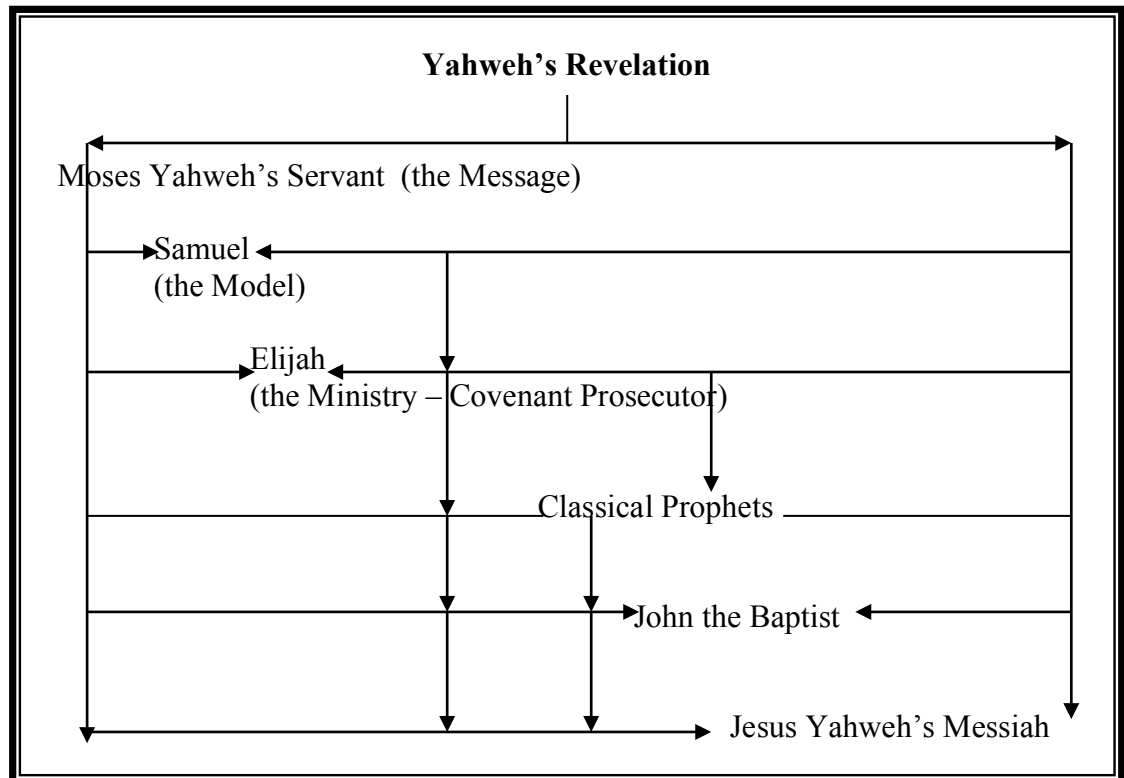 Yahweh’s Revelation
Moses Yahweh’s Servant (the Message)
Samuel
(the Model)
Elijah
(the Ministry – Covenant Prosecutor)
Classical Prophets
John the Baptist
Jesus Yahweh’s Messiah